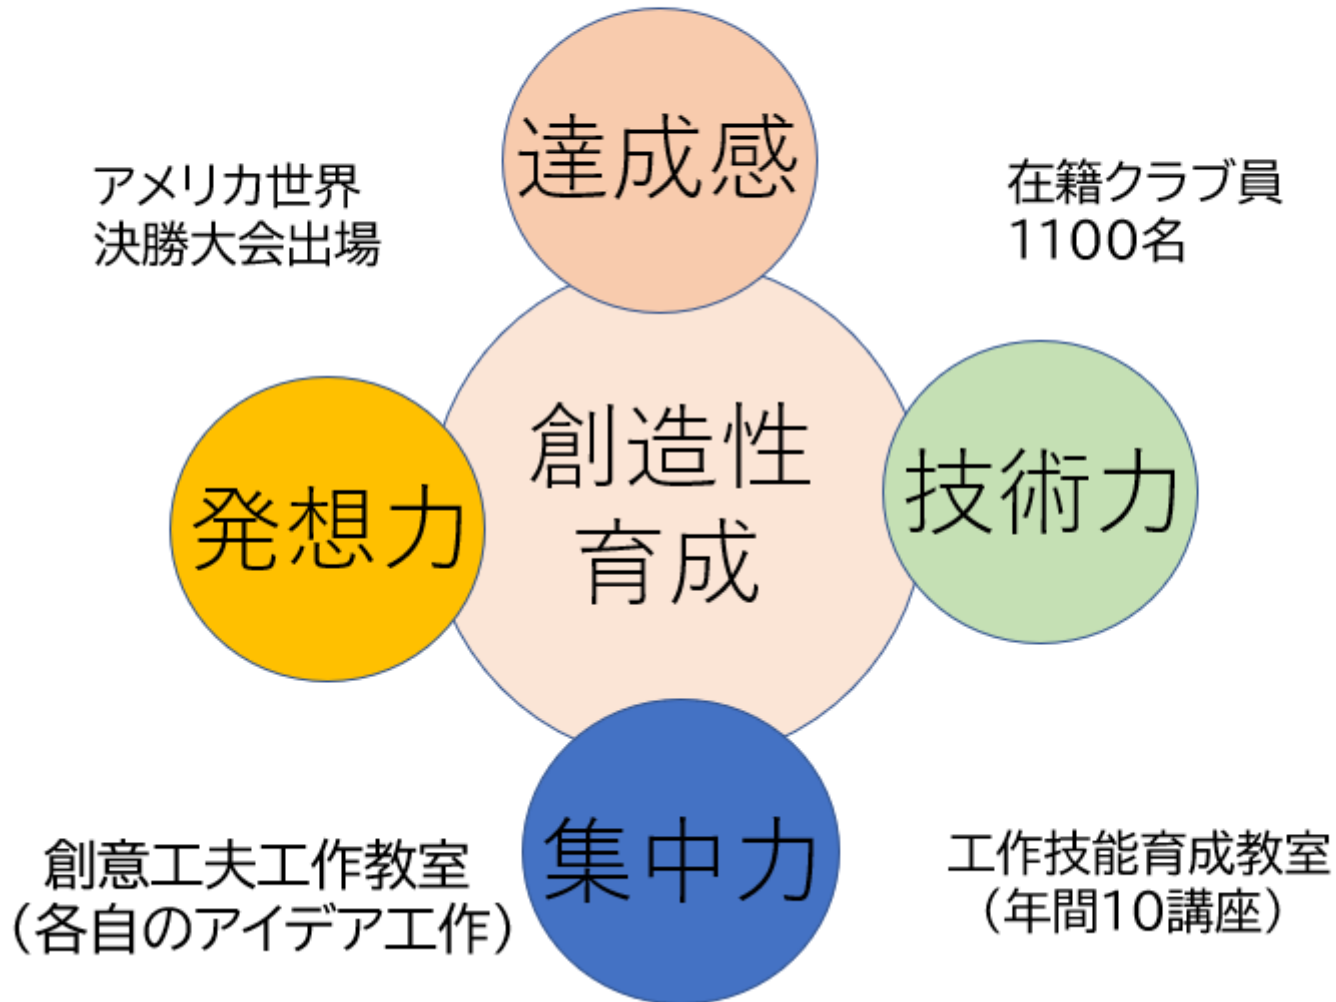 達成感
アメリカ世界
決勝大会出場
在籍クラブ員
1100名
創造性
育成
発想力
技術力
集中力
創意工夫工作教室
（各自のアイデア工作）
工作技能育成教室
（年間10講座）